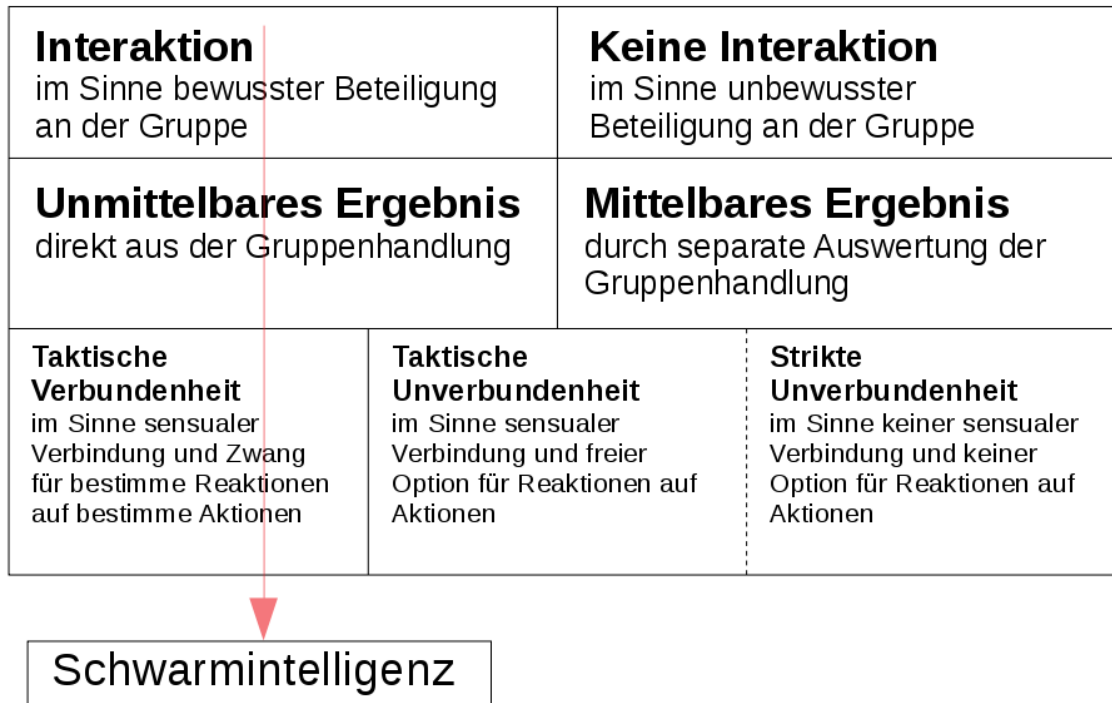 Interaktion
im Sinne bewusster Beteiligung
an der Gruppe
Keine Interaktion
im Sinne unbewusster
Beteiligung an der Gruppe
Unmittelbares Ergebnis
direkt aus der Gruppenhandlung
Mittelbares Ergebnis
durch separate Auswertung der
Gruppenhandlung
Taktische
Verbundenheit
im Sinne sensualer
Verbindung und Zwang
für bestimme Reaktionen
auf bestimme Aktionen
Taktische
Unverbundenheit
im Sinne sensualer
Verbindung und freier
Option für Reaktionen auf
Aktionen
Strikte
Unverbundenheit
im Sinne keiner sensualer
Verbindung und keiner
Option für Reaktionen auf
Aktionen
Schwarmintelligenz